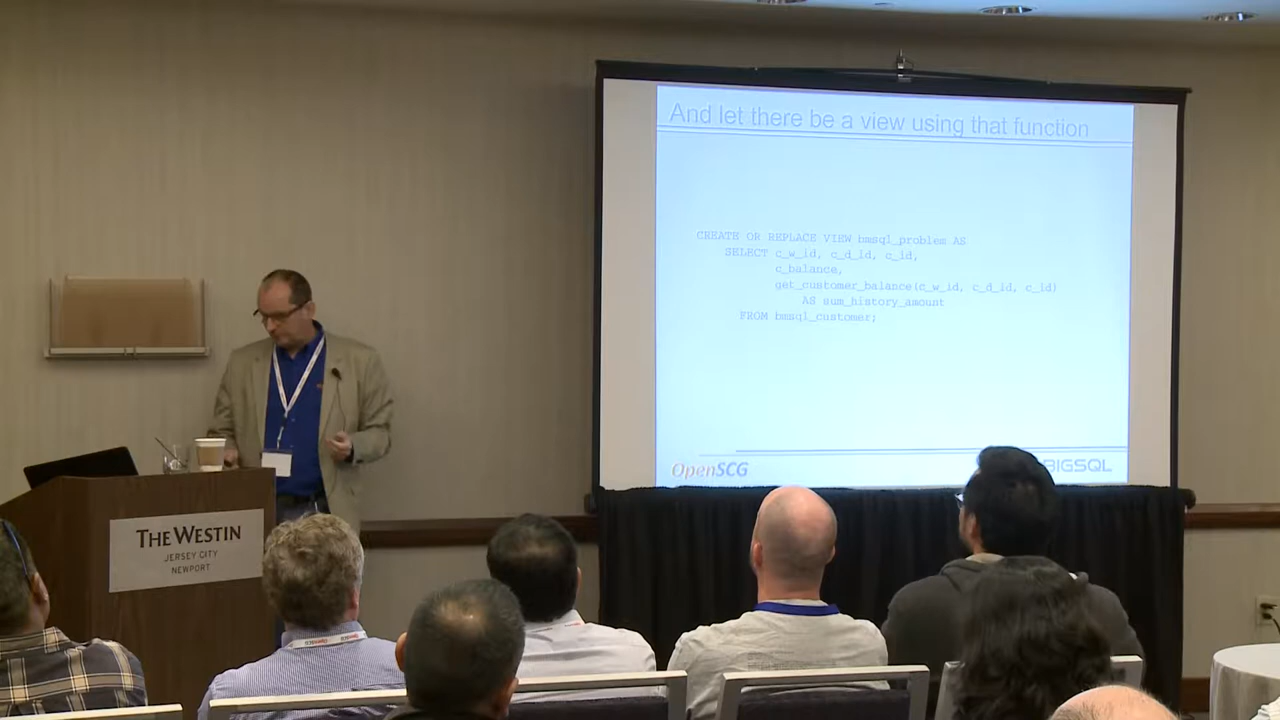 And let there be a view using that function
CREATE OR REPLACE VIEW bmsql_problem AS
SELECT c_w_id, c_d_id, c_id,
c_balance,
get_customer_balance(c_w_id, c_d_id, c_id)
AS sum_history_amount
FROM bmsql_customer;
OpenSCG
BIGSQL
THE WESTIN
JERSEY CITY
NEWPORT